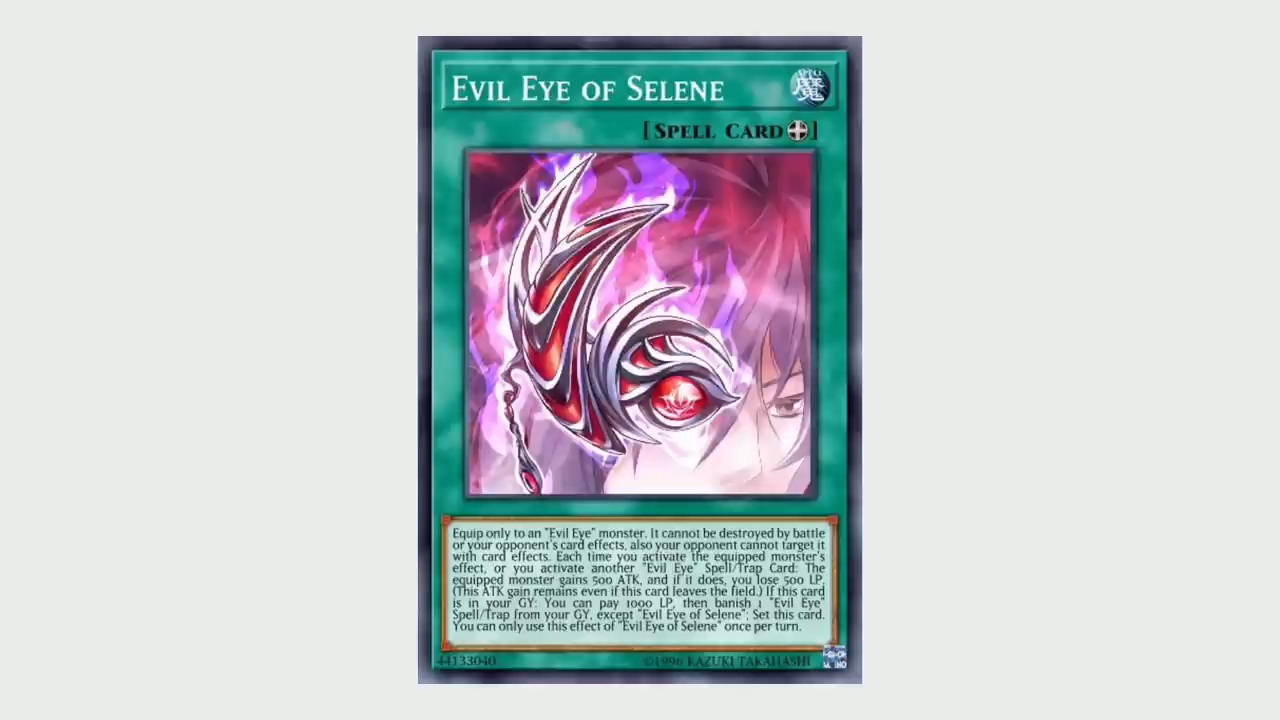 EVIL EYE OF SELENE
魔
[SPELL CARD]
Equip only to an "Evil Eye" monster. It cannot be destroyed by battle
or your opponent's card effects, also your opponent cannot target it
with card effects. Each time you activate the equipped monster's
effect, or you activate another "Evil Eye" Spell/Trap Card: The
equipped monster gains 500 ATK, and if it does, you lose 500 LP.
(This ATK gain remains even if this card leaves the field.) If this card
is in your GY: You can pay 1000 LP, then banish 1 "Evil Eye"
Spell/Trap from your GY, except "Evil Eye of Selene"; Set this card.
You can only use this effect of "Evil Eye of Selene" once per turn.
44133040
©1996 KAZUKI TAKAHASHI